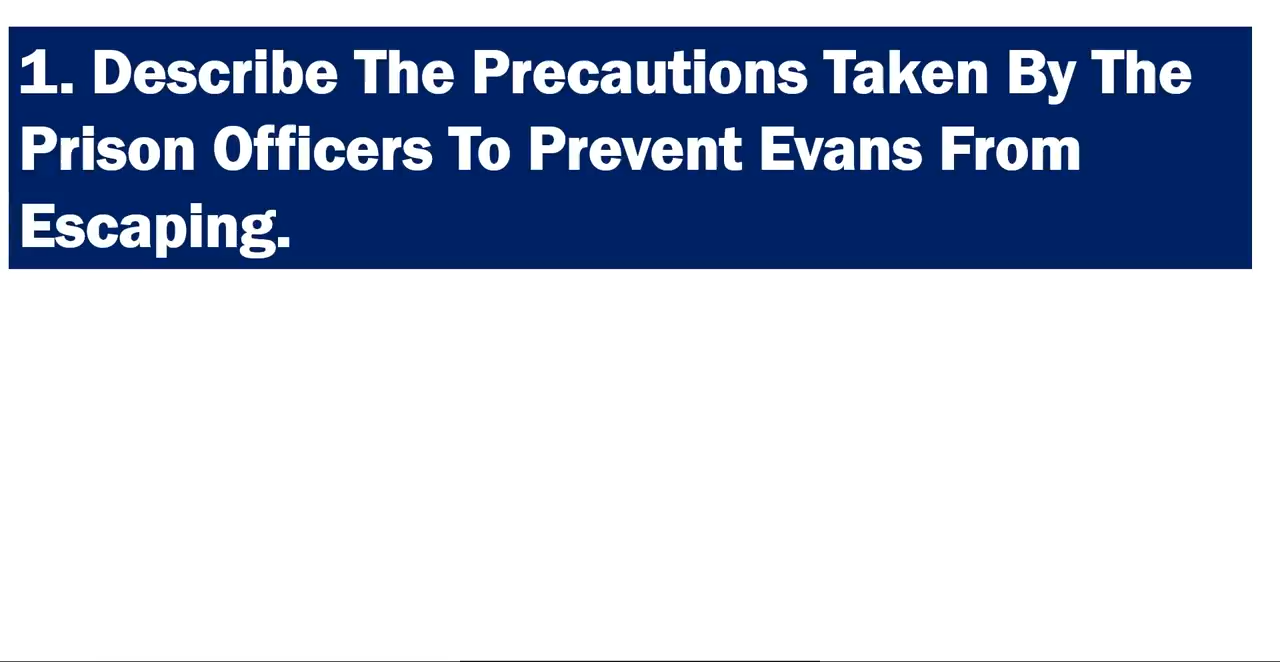 1. Describe The Precautions Taken By The
Prison Officers To Prevent Evans From
Escaping.